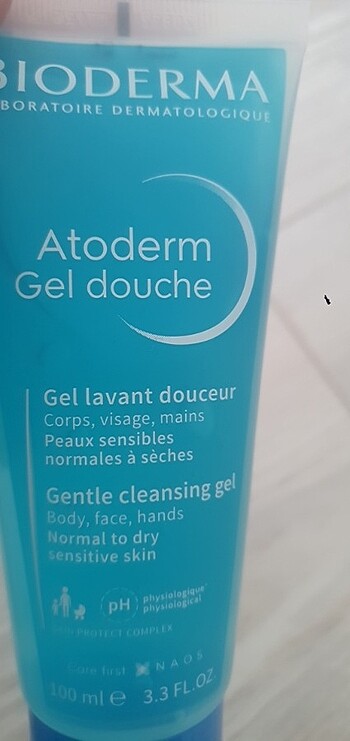 BIODERMA
LABORATOIRE DERMATOLOGIQUE
Atoderm
Gel douche
Gel lavant douceur
Corps, visage, mains
Peaux sensibles
normales à sèches
Gentle cleansing gel
Body, face, hands
Normal to dry
sensitive skin
pH
physiologique
physiological
SKIN PROTECT COMPLEX
Care first NAOS
100 ml ℮ 3.3 FL.OZ.